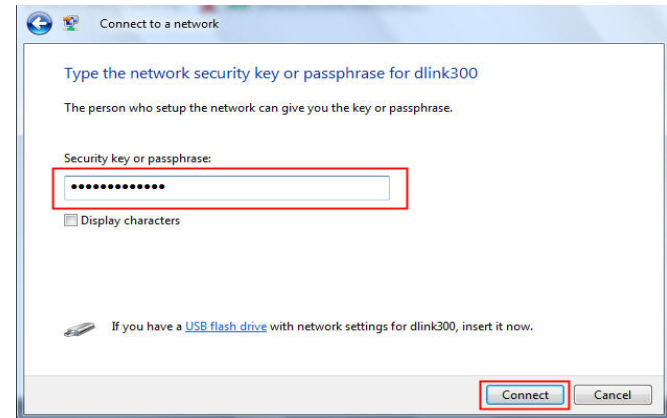 Connect to a network
Type the network security key or passphrase for dlink300
The person who setup the network can give you the key or passphrase.
Security key or passphrase:
●●●●●●●●●●●●●
Display characters
If you have a USB flash drive with network settings for dlink300, insert it now.
Connect Cancel